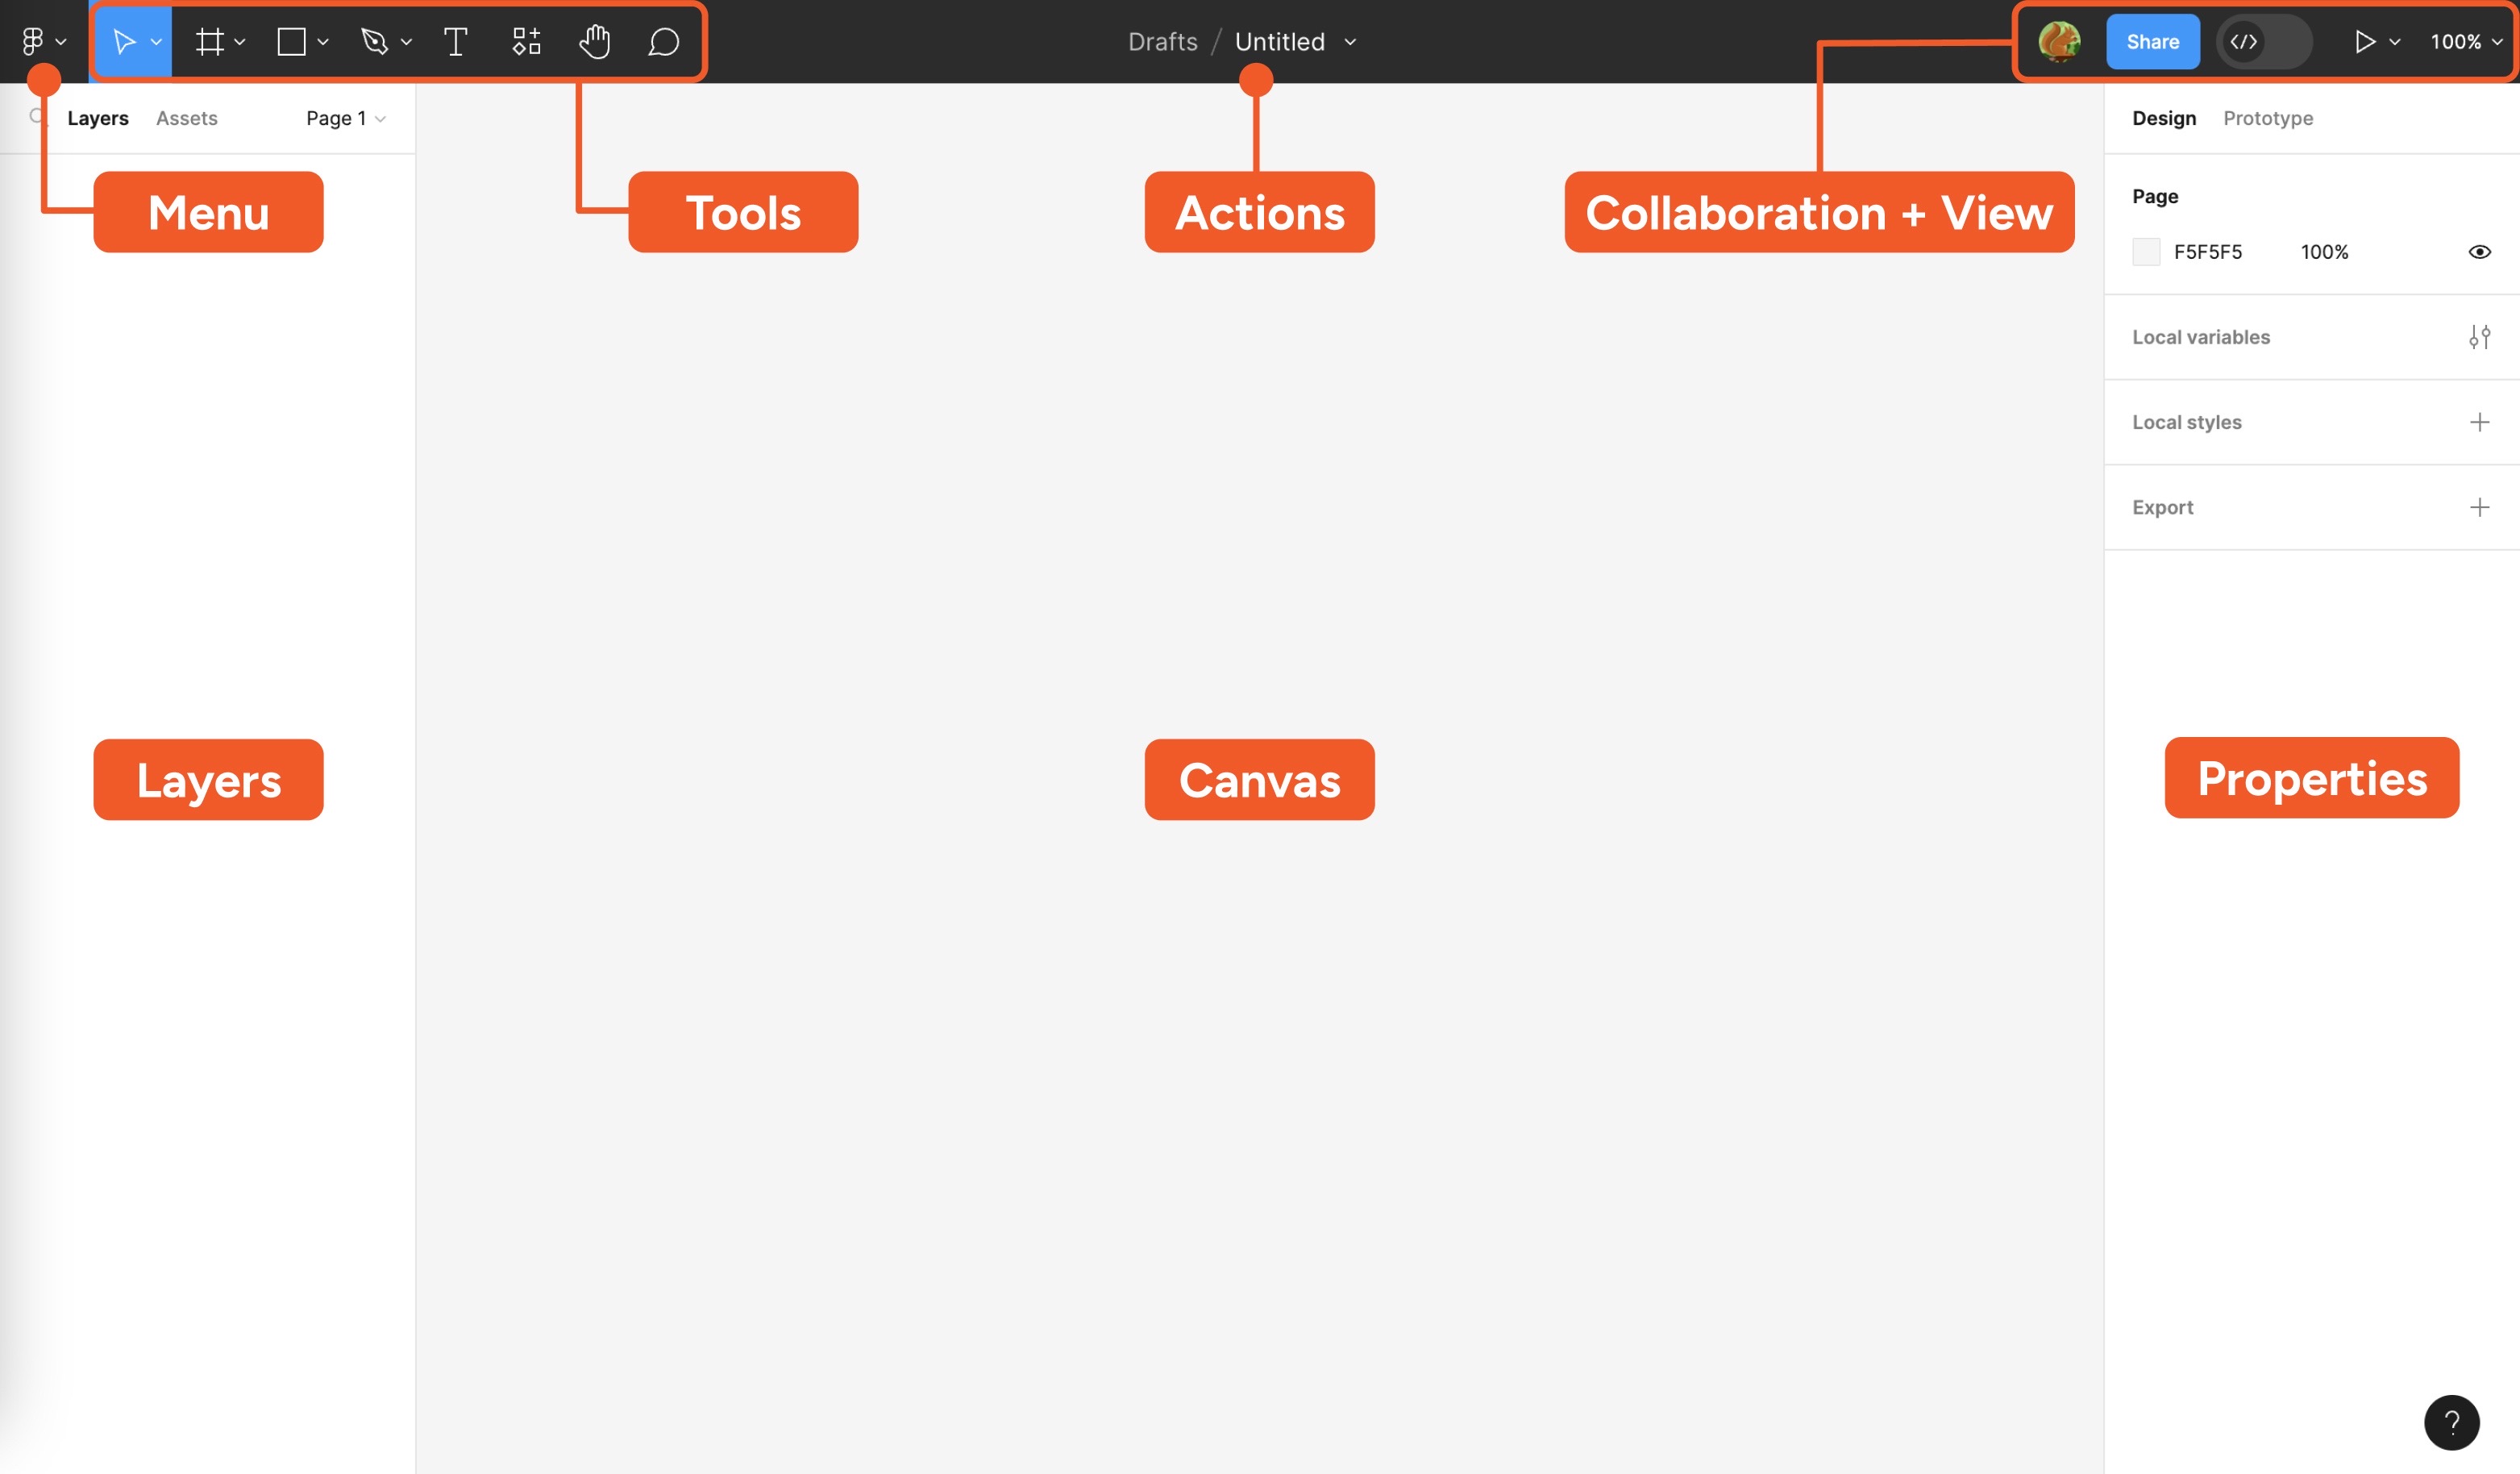 Drafts / Untitled
Share
</>
100%
Layers Assets Page 1
Design Prototype
Menu
Tools
Actions
Collaboration + View
Page
F5F5F5 100%
Local variables
Local styles
Export
Layers
Canvas
Properties
?